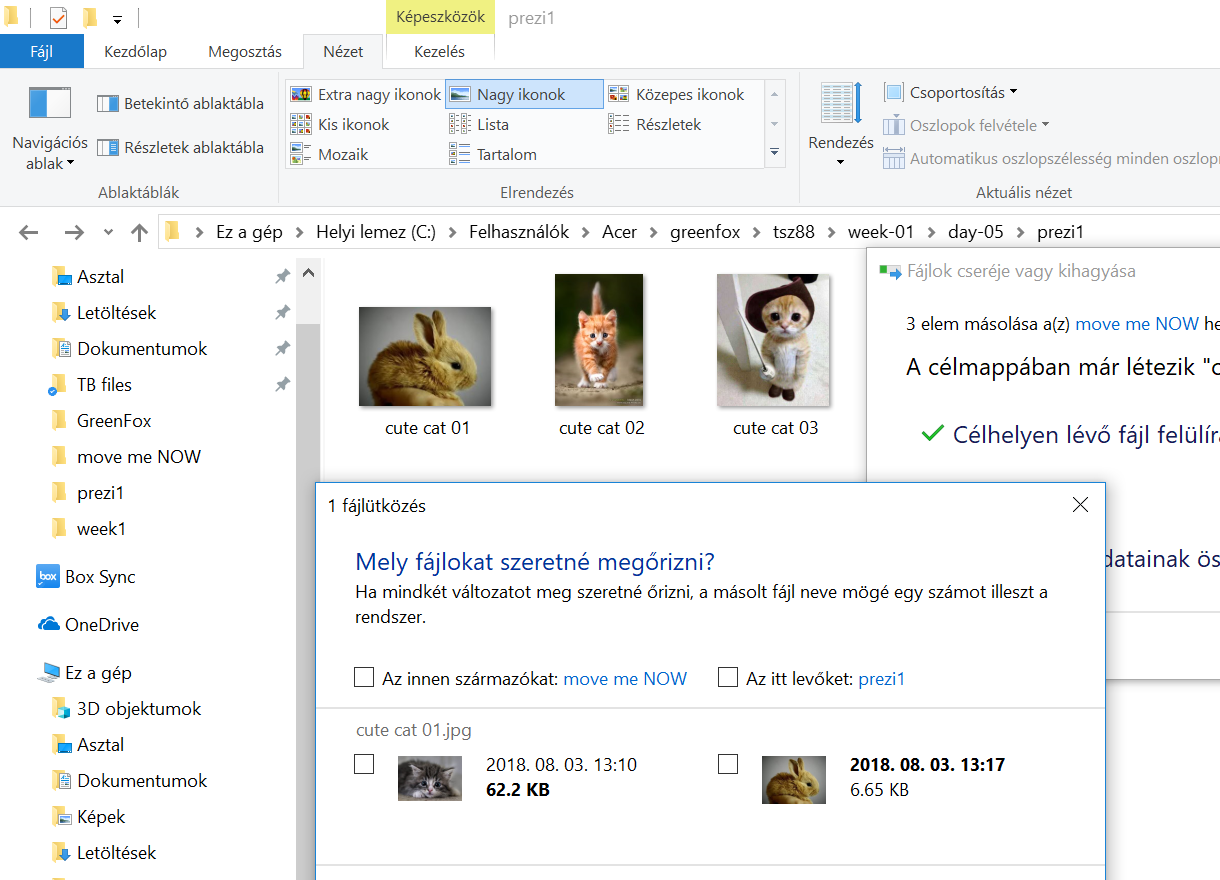 Képeszközök
prezi1
Fájl
Kezdőlap
Megosztás
Nézet
Kezelés
Navigációs
ablak
Betekintő ablaktábla
Részletek ablaktábla
Ablaktáblák
Extra nagy ikonok
Nagy ikonok
Közepes ikonok
Kis ikonok
Lista
Részletek
Mozaik
Tartalom
Elrendezés
Rendezés
Csoportosítás
Oszlopok felvétele
Automatikus oszlopszélesség minden oszlop
Aktuális nézet
Ez a gép
Helyi lemez (C:)
Felhasználók
Acer
greenfox
tsz88
week-01
day-05
prezi1
Asztal
Letöltések
Dokumentumok
TB files
GreenFox
move me NOW
prezi1
week1
box
Box Sync
OneDrive
Ez a gép
3D objektumok
Asztal
Dokumentumok
Képek
Letöltések
cute cat 01
cute cat 02
cute cat 03
Fájlok cseréje vagy kihagyása
3 elem másolása a(z) move me NOW he
A célmappában már létezik "c
Célhelyen lévő fájl felülíra
datainak ös
1 fájlütközés
Mely fájlokat szeretné megőrizni?
Ha mindkét változatot meg szeretné őrizni, a másolt fájl neve mögé egy számot illeszt a
rendszer.
Az innen származókat: move me NOW
Az itt levőket: prezi1
cute cat 01.jpg
2018. 08. 03. 13:10
62.2 KB
2018. 08. 03. 13:17
6.65 KB